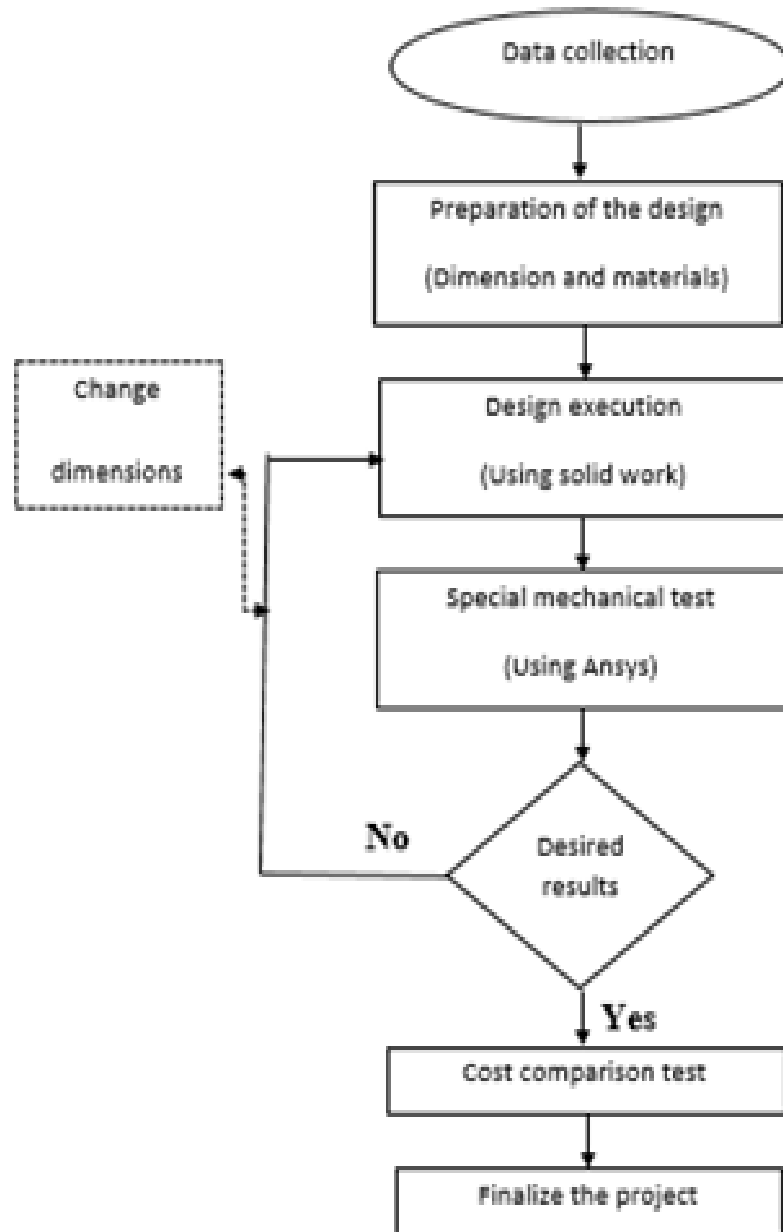 Data collection
Preparation of the design
(Dimension and materials)
Change
dimensions
Design execution
(Using solid work)
Special mechanical test
(Using Ansys)
No
Desired
results
Yes
Cost comparison test
Finalize the project